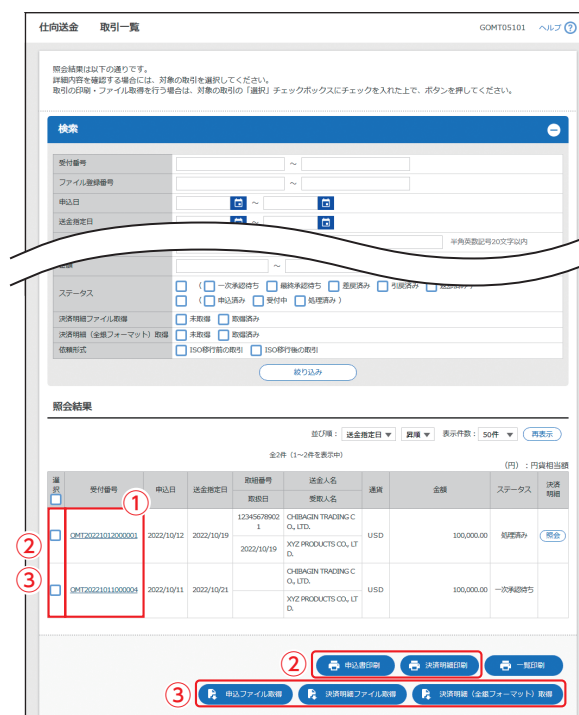 仕向送金 取引一覧 GOMT05101 ヘルプ ?
照会結果は以下の通りです。
詳細内容を確認する場合には、対象の取引を選択してください。
取引の印刷・ファイル取得を行う場合は、対象の取引の「選択」チェックボックスにチェックを入れた上で、ボタンを押してください。
検索
受付番号 ～
ファイル登録番号 ～
申込日 ～
送金指定日 ～
半角英数記号20文字以内
金額 ～
ステータス （ 一次承認待ち 最終承認待ち 差戻済み 引戻済み
（ 申込済み 受付中 処理済み ）
決済明細ファイル取得 未取得 取得済み
決済明細（全銀フォーマット）取得 未取得 取得済み
依頼形式 ISO移行前の取引 ISO移行後の取引
絞り込み
照会結果
並び順： 送金指定日 ▼ 昇順 ▼ 表示件数： 50件 ▼ 再表示
全2件（1～2件を表示中）
（円）：円貨相当額
選択 受付番号 申込日 送金指定日 取組番号 送金人名 通貨 金額 ステータス 決済明細
取扱日 受取人名
①
② OMT20221012000001 2022/10/12 2022/10/19 12345678902
1 CHIBAGIN TRADING C
O., LTD. USD 100,000.00 処理済み 照会
2022/10/19 XYZ PRODUCTS CO., LT
D.
③ OMT20221011000004 2022/10/11 2022/10/21 CHIBAGIN TRADING C
O., LTD. USD 100,000.00 一次承認待ち
XYZ PRODUCTS CO., LT
D.
② 申込書印刷 決済明細印刷 一覧印刷
③ 申込ファイル取得 決済明細ファイル取得 決済明細（全銀フォーマット）取得